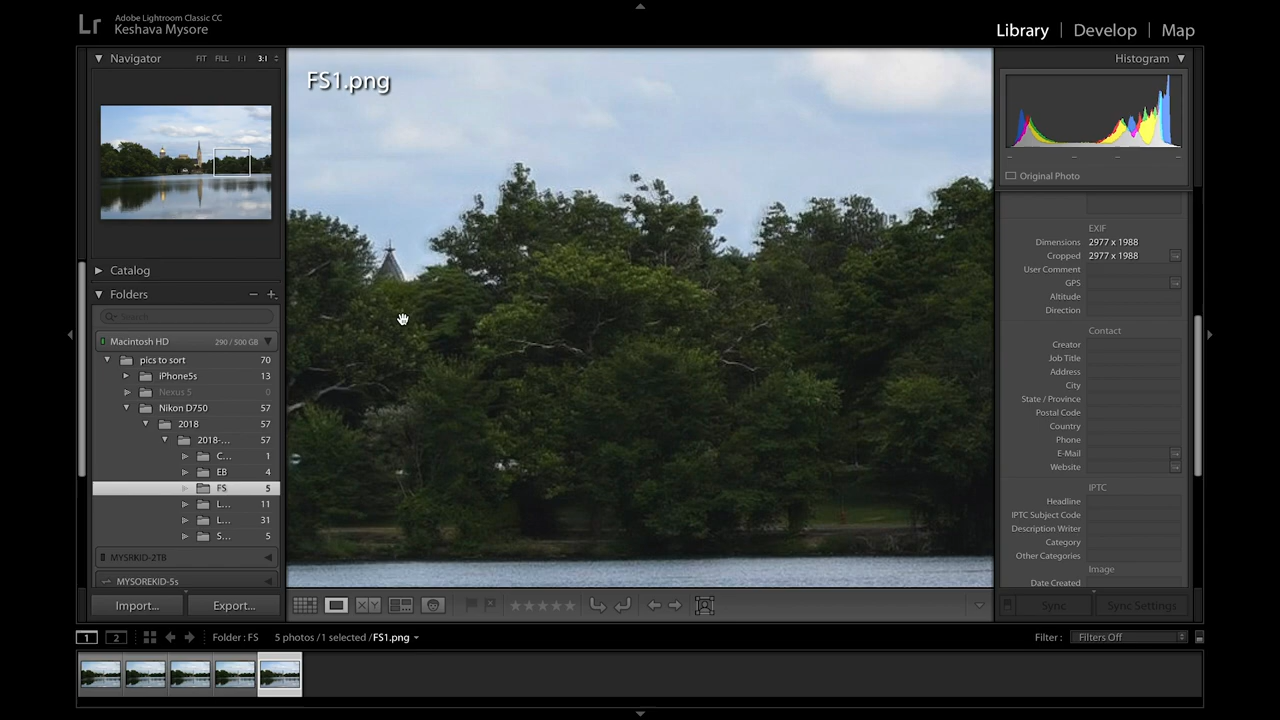 Lr
Adobe Lightroom Classic CC
Keshava Mysore
Library | Develop | Map
Navigator FIT FILL 1:1 3:1
Histogram
FS1.png
Original Photo
Catalog
Folders
Search
Macintosh HD 290 / 500 GB
pics to sort 70
iPhone5s 13
Nexus 5 0
Nikon D750 57
2018 57
2018-... 57
C... 1
EB 4
FS 5
L... 11
L... 31
S... 5
MYSRKID-2TB
MYSOREKID-5s
Import... Export...
EXIF
Dimensions 2977 x 1988
Cropped 2977 x 1988
User Comment
GPS
Altitude
Direction
Contact
Creator
Job Title
Address
City
State / Province
Postal Code
Country
Phone
E-Mail
Website
IPTC
Headline
IPTC Subject Code
Description Writer
Category
Other Categories
Image
Date Created
Sync Sync Settings
X Y
1 2 Folder : FS 5 photos / 1 selected / FS1.png
Filter : Filters Off